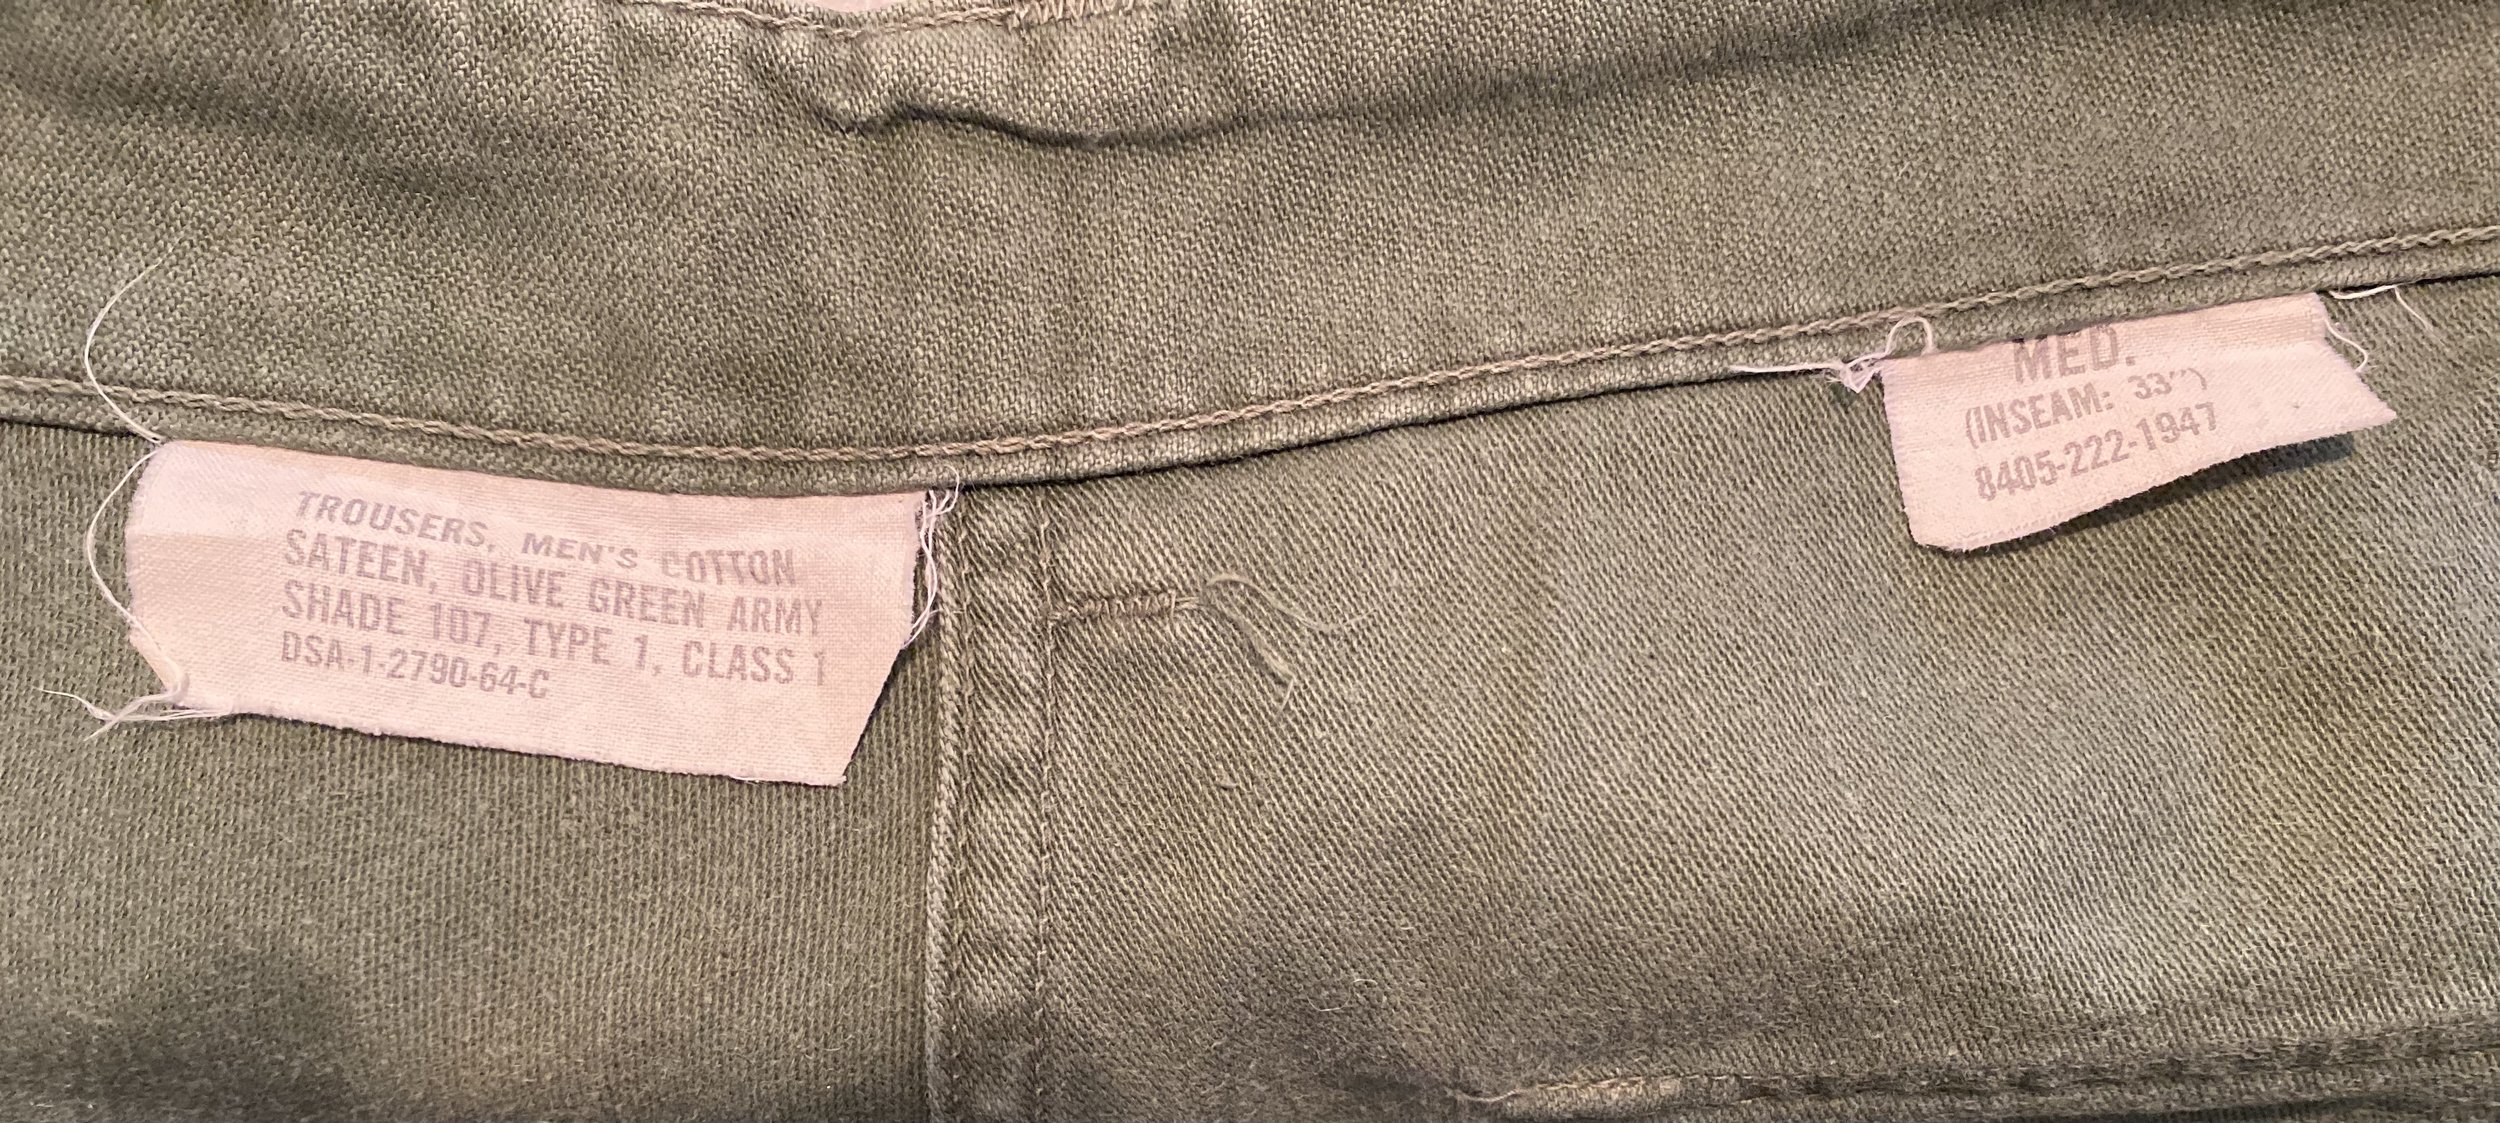 TROUSERS, MEN'S COTTON
SATEEN, OLIVE GREEN ARMY
SHADE 107, TYPE 1, CLASS 1
DSA-1-2790-64-C
MED.
(INSEAM: 33")
8405-222-1947